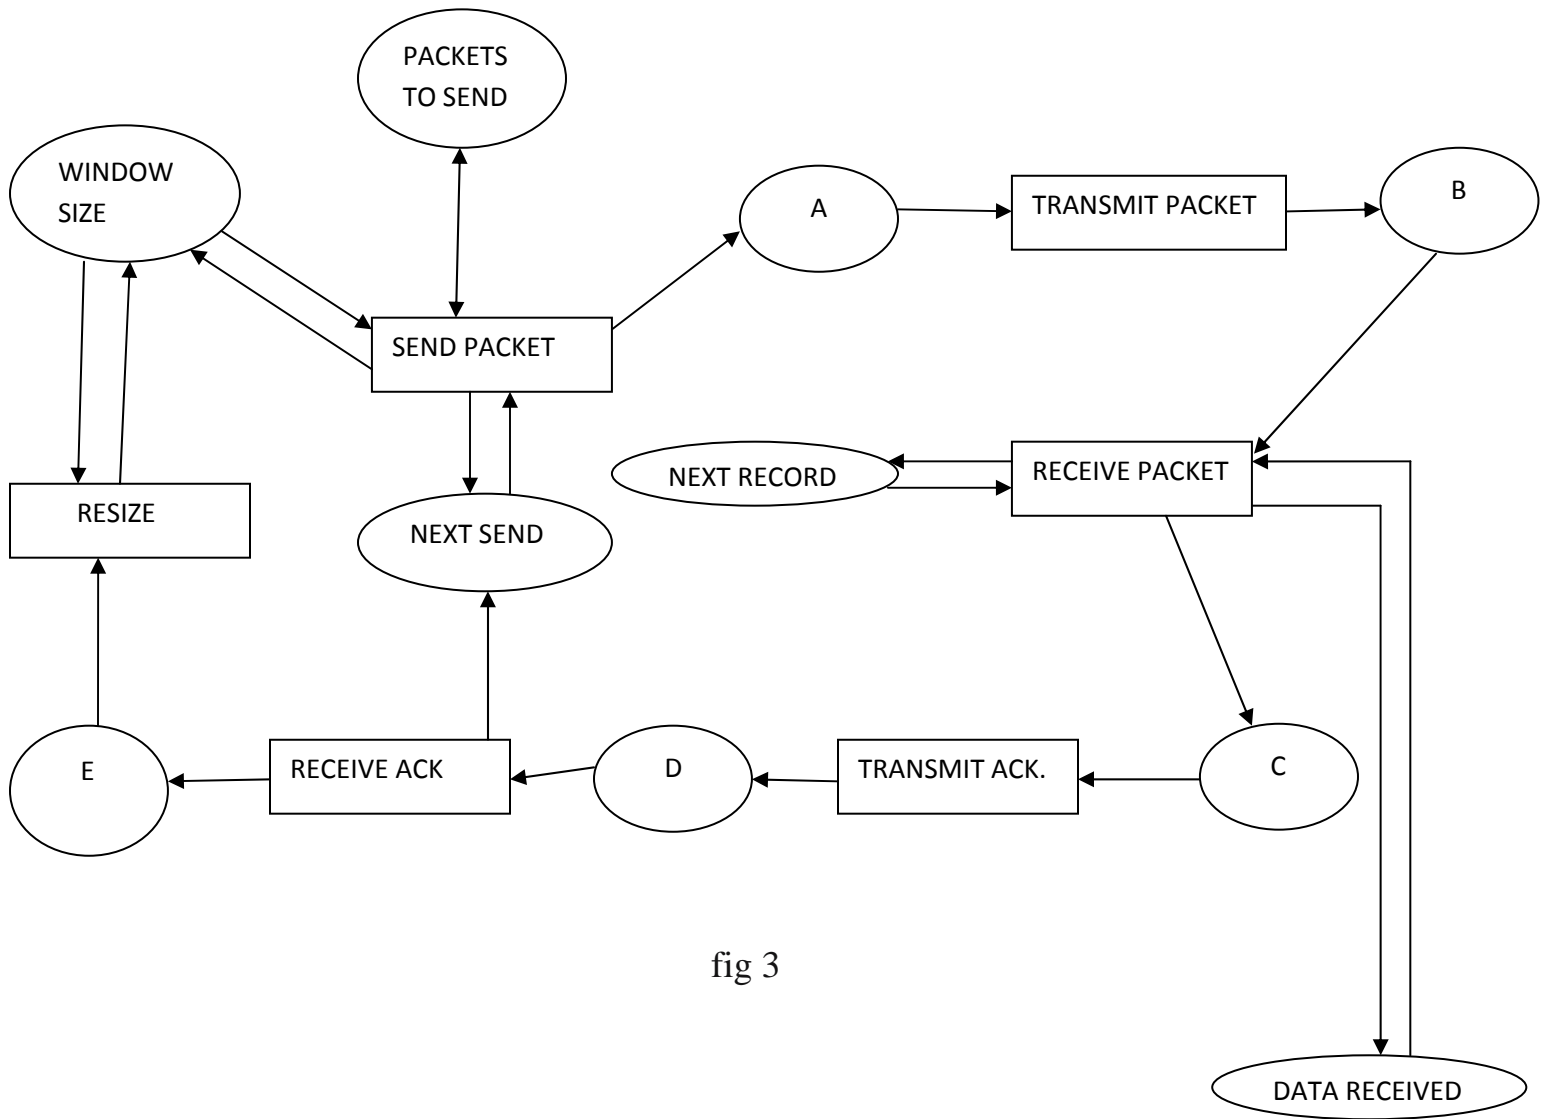 PACKETS
TO SEND
WINDOW
SIZE
A
TRANSMIT PACKET
B
SEND PACKET
NEXT RECORD
RECEIVE PACKET
RESIZE
NEXT SEND
E
RECEIVE ACK
D
TRANSMIT ACK.
C
fig 3
DATA RECEIVED